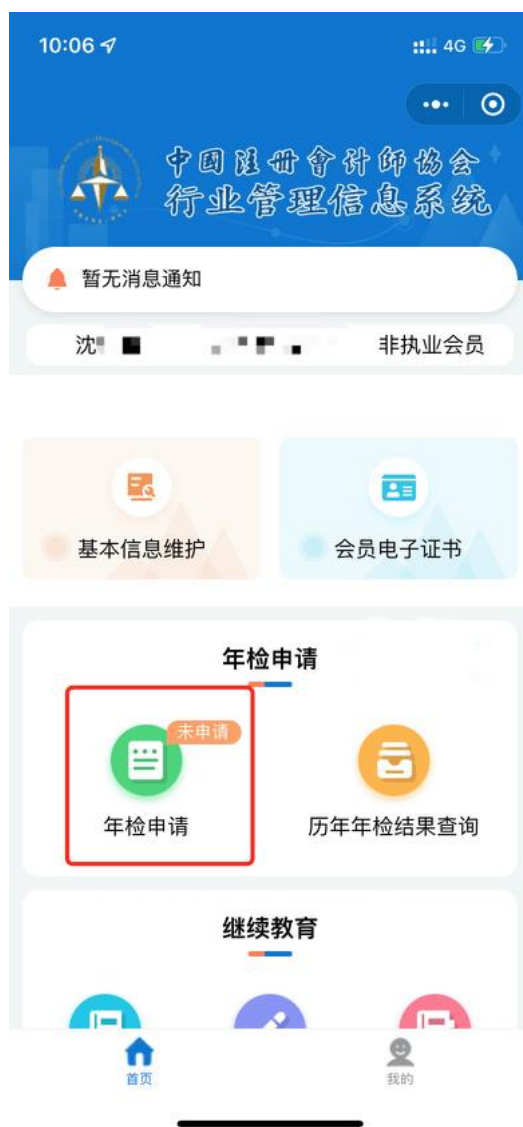 10:06
4G
中国注册會计师协会
行业管理信息系统
暂无消息通知
沈 非执业会员
基本信息维护
会员电子证书
年检申请
未申请
年检申请
历年年检结果查询
继续教育
首页
我的